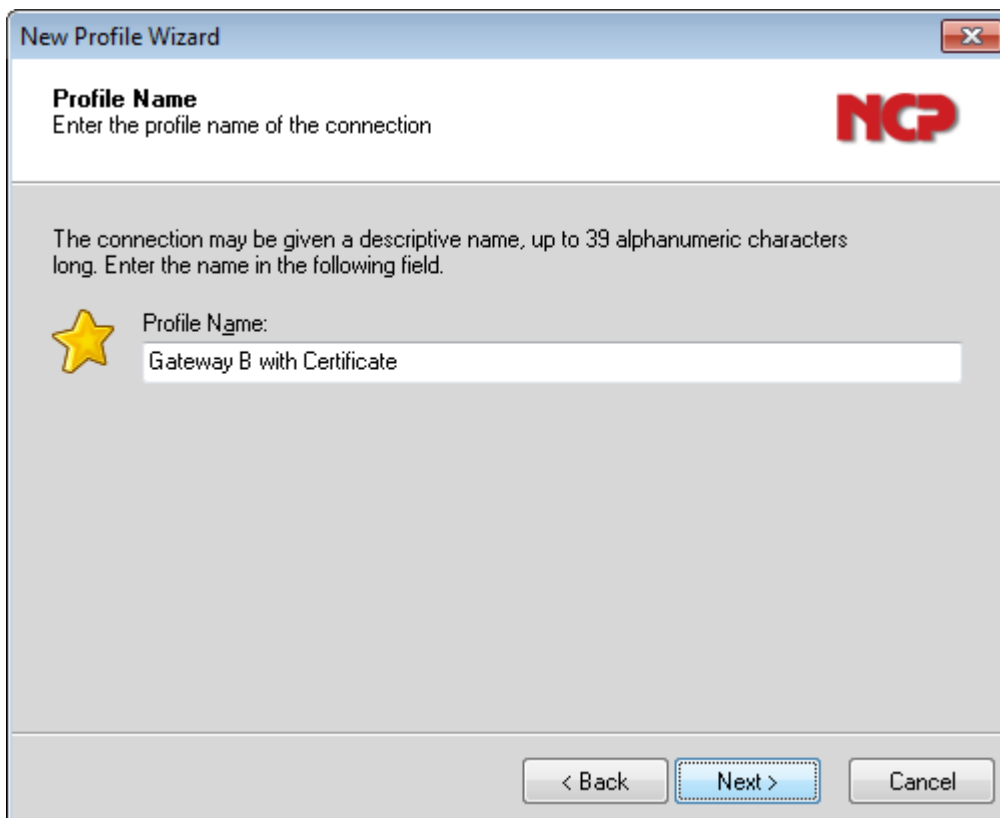 New Profile Wizard
Profile Name
Enter the profile name of the connection
NCP
The connection may be given a descriptive name, up to 39 alphanumeric characters
long. Enter the name in the following field.
Profile Name:
Gateway B with Certificate
< Back
Next >
Cancel